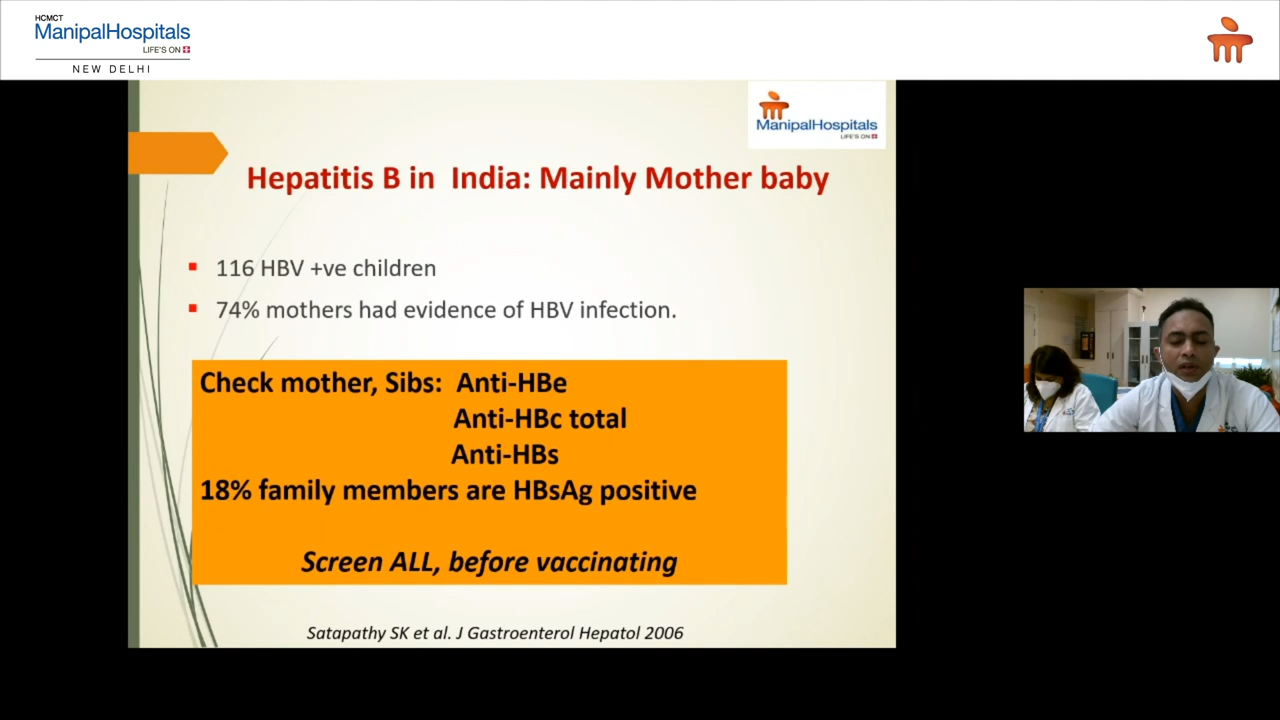 HCMCT
ManipalHospitals
LIFE'S ON
NEW DELHI
ManipalHospitals
LIFE'S ON
Hepatitis B in India: Mainly Mother baby
116 HBV +ve children
74% mothers had evidence of HBV infection.
Check mother, Sibs: Anti-HBe
Anti-HBc total
Anti-HBs
18% family members are HBsAg positive
Screen ALL, before vaccinating
Satapathy SK et al. J Gastroenterol Hepatol 2006